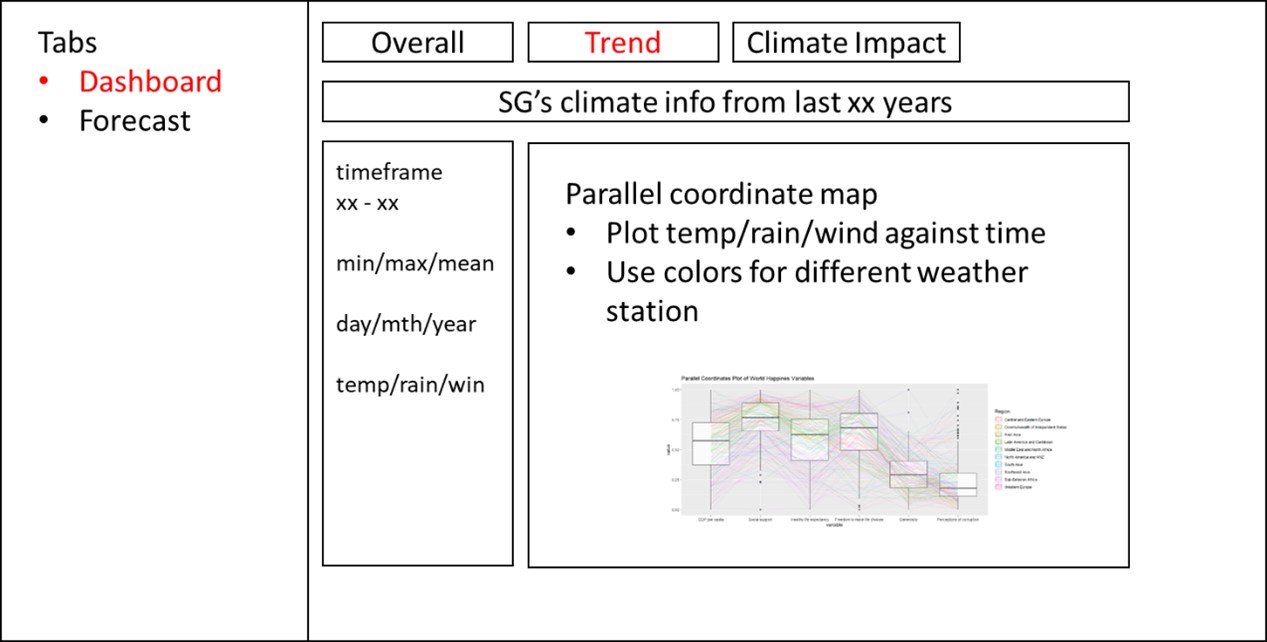 Tabs
• Dashboard
• Forecast
Overall
Trend
Climate Impact
SG’s climate info from last xx years
timeframe
xx - xx
min/max/mean
day/mth/year
temp/rain/win
Parallel coordinate map
• Plot temp/rain/wind against time
• Use colors for different weather
station
Parallel Coordinates Plot of World Happines Variables
1.00
0.75
0.50
0.25
0.00
value
GDP per capita
Social support
Healthy life expectancy
Freedom to make life choices
Generosity
Perceptions of corruption
variable
Region
Central and Eastern Europe
Commonwealth of Independent States
East Asia
Latin America and Caribbean
Middle East and North Africa
North America and ANZ
South Asia
Southeast Asia
Sub-Saharan Africa
Western Europe